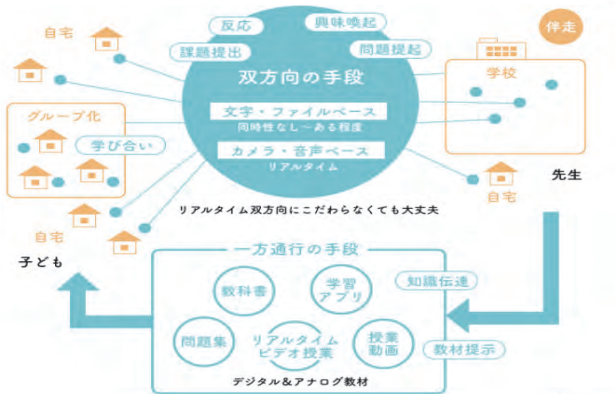 反応
興味喚起
伴走
自宅
課題提出
問題提起
双方向の手段
学校
グループ化
文字・ファイルベース
同時性なし〜ある程度
学び合い
カメラ・音声ベース
リアルタイム
先生
自宅
リアルタイム双方向にこだわらなくても大丈夫
自宅
子ども
一方通行の手段
知識伝達
教科書
学習
アプリ
問題集
リアルタイム
ビデオ授業
授業
動画
教材提示
デジタル&アナログ教材